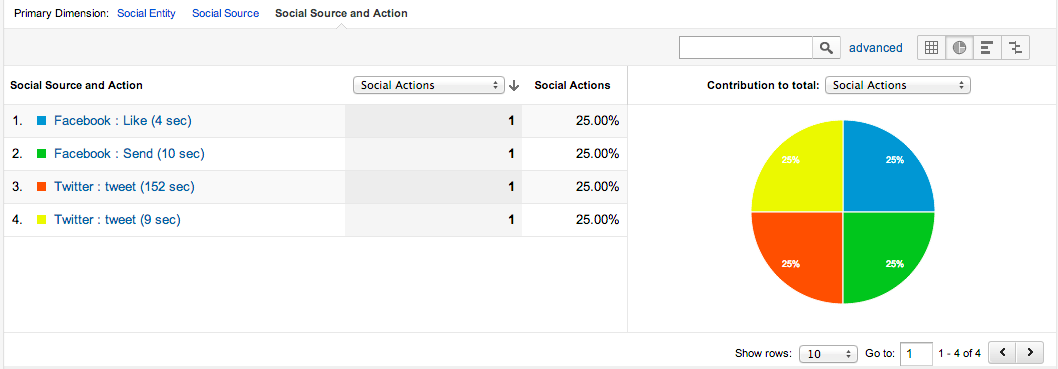 Primary Dimension: Social Entity Social Source Social Source and Action
advanced
Social Source and Action Social Actions Social Actions Contribution to total: Social Actions
1. Facebook : Like (4 sec) 1 25.00%
2. Facebook : Send (10 sec) 1 25.00%
3. Twitter : tweet (152 sec) 1 25.00%
4. Twitter : tweet (9 sec) 1 25.00%
25% 25%
25% 25%
Show rows: 10 Go to: 1 1 - 4 of 4